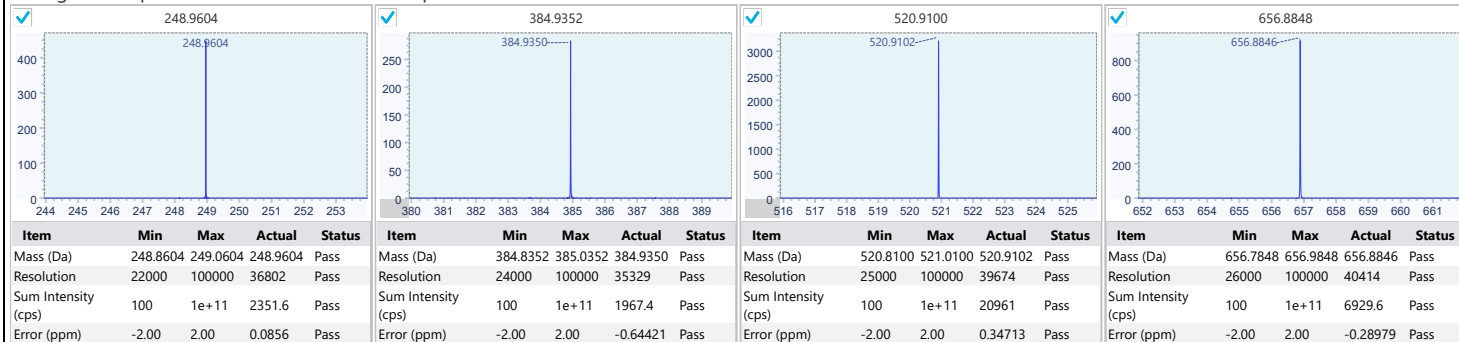 248.9604
248.9604
400
300
200
100
0
244 245 246 247 248 249 250 251 252 253
Item Min Max Actual Status
Mass (Da) 248.8604 249.0604 248.9604 Pass
Resolution 22000 100000 36802 Pass
Sum Intensity (cps) 100 1e+11 2351.6 Pass
Error (ppm) -2.00 2.00 0.0856 Pass
384.9352
384.9350
250
200
150
100
50
0
380 381 382 383 384 385 386 387 388 389
Item Min Max Actual Status
Mass (Da) 384.8352 385.0352 384.9350 Pass
Resolution 24000 100000 35329 Pass
Sum Intensity (cps) 100 1e+11 1967.4 Pass
Error (ppm) -2.00 2.00 -0.64421 Pass
520.9100
520.9102
3000
2500
2000
1500
1000
500
0
516 517 518 519 520 521 522 523 524 525
Item Min Max Actual Status
Mass (Da) 520.8100 521.0100 520.9102 Pass
Resolution 25000 100000 39674 Pass
Sum Intensity (cps) 100 1e+11 20961 Pass
Error (ppm) -2.00 2.00 0.34713 Pass
656.8848
656.8846
800
600
400
200
0
652 653 654 655 656 657 658 659 660 661
Item Min Max Actual Status
Mass (Da) 656.7848 656.9848 656.8846 Pass
Resolution 26000 100000 40414 Pass
Sum Intensity (cps) 100 1e+11 6929.6 Pass
Error (ppm) -2.00 2.00 -0.28979 Pass